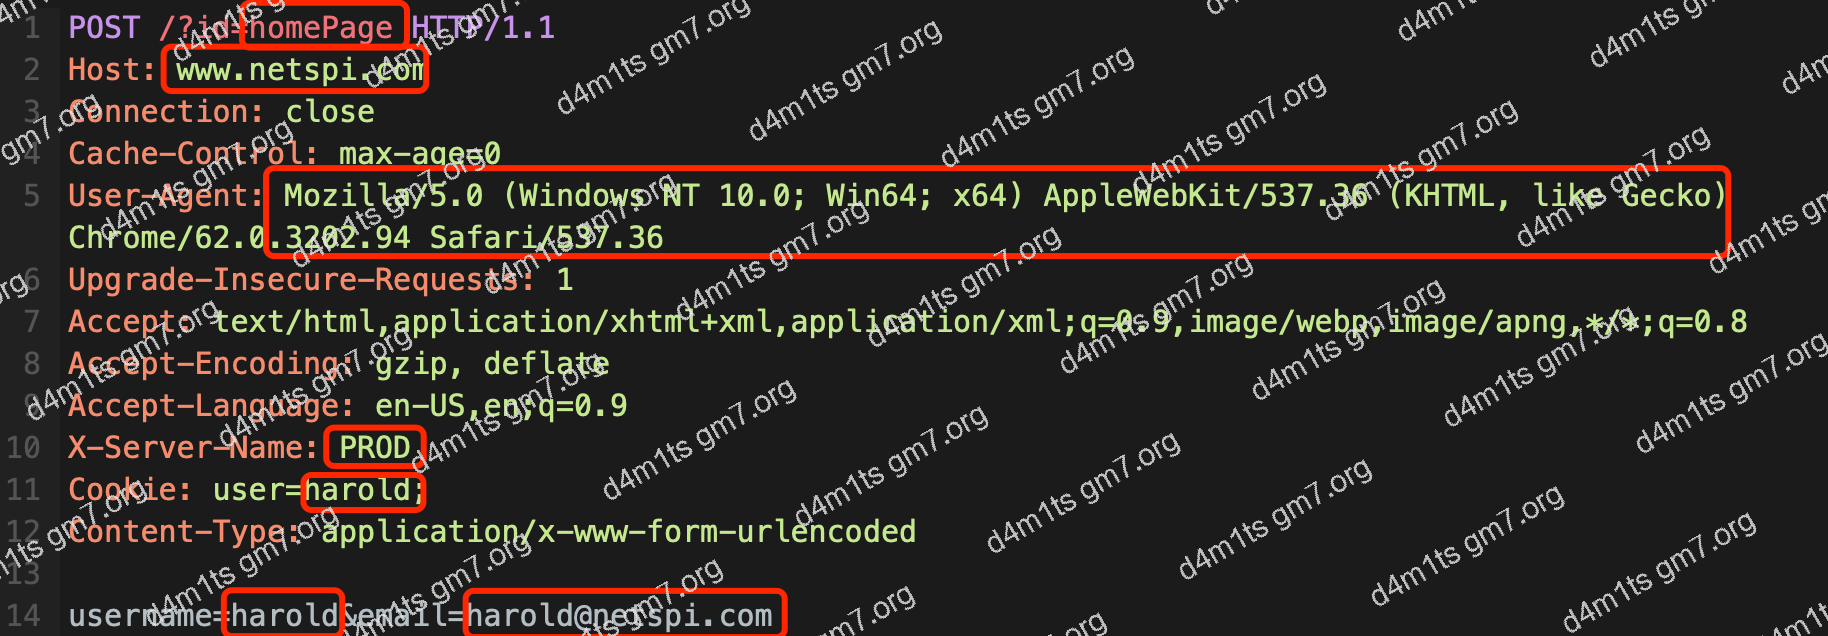 1 POST /?id=homePage HTTP/1.1
2 Host: www.netspi.com
3 Connection: close
4 Cache-Control: max-age=0
5 User-Agent: Mozilla/5.0 (Windows NT 10.0; Win64; x64) AppleWebKit/537.36 (KHTML, like Gecko)
Chrome/62.0.3202.94 Safari/537.36
6 Upgrade-Insecure-Requests: 1
7 Accept: text/html,application/xhtml+xml,application/xml;q=0.9,image/webp,image/apng,*/*;q=0.8
8 Accept-Encoding: gzip, deflate
9 Accept-Language: en-US,en;q=0.9
10 X-Server-Name: PROD
11 Cookie: user=harold;
12 Content-Type: application/x-www-form-urlencoded
13
14 username=harold&email=harold@netspi.com
d4m1ts gm7.org